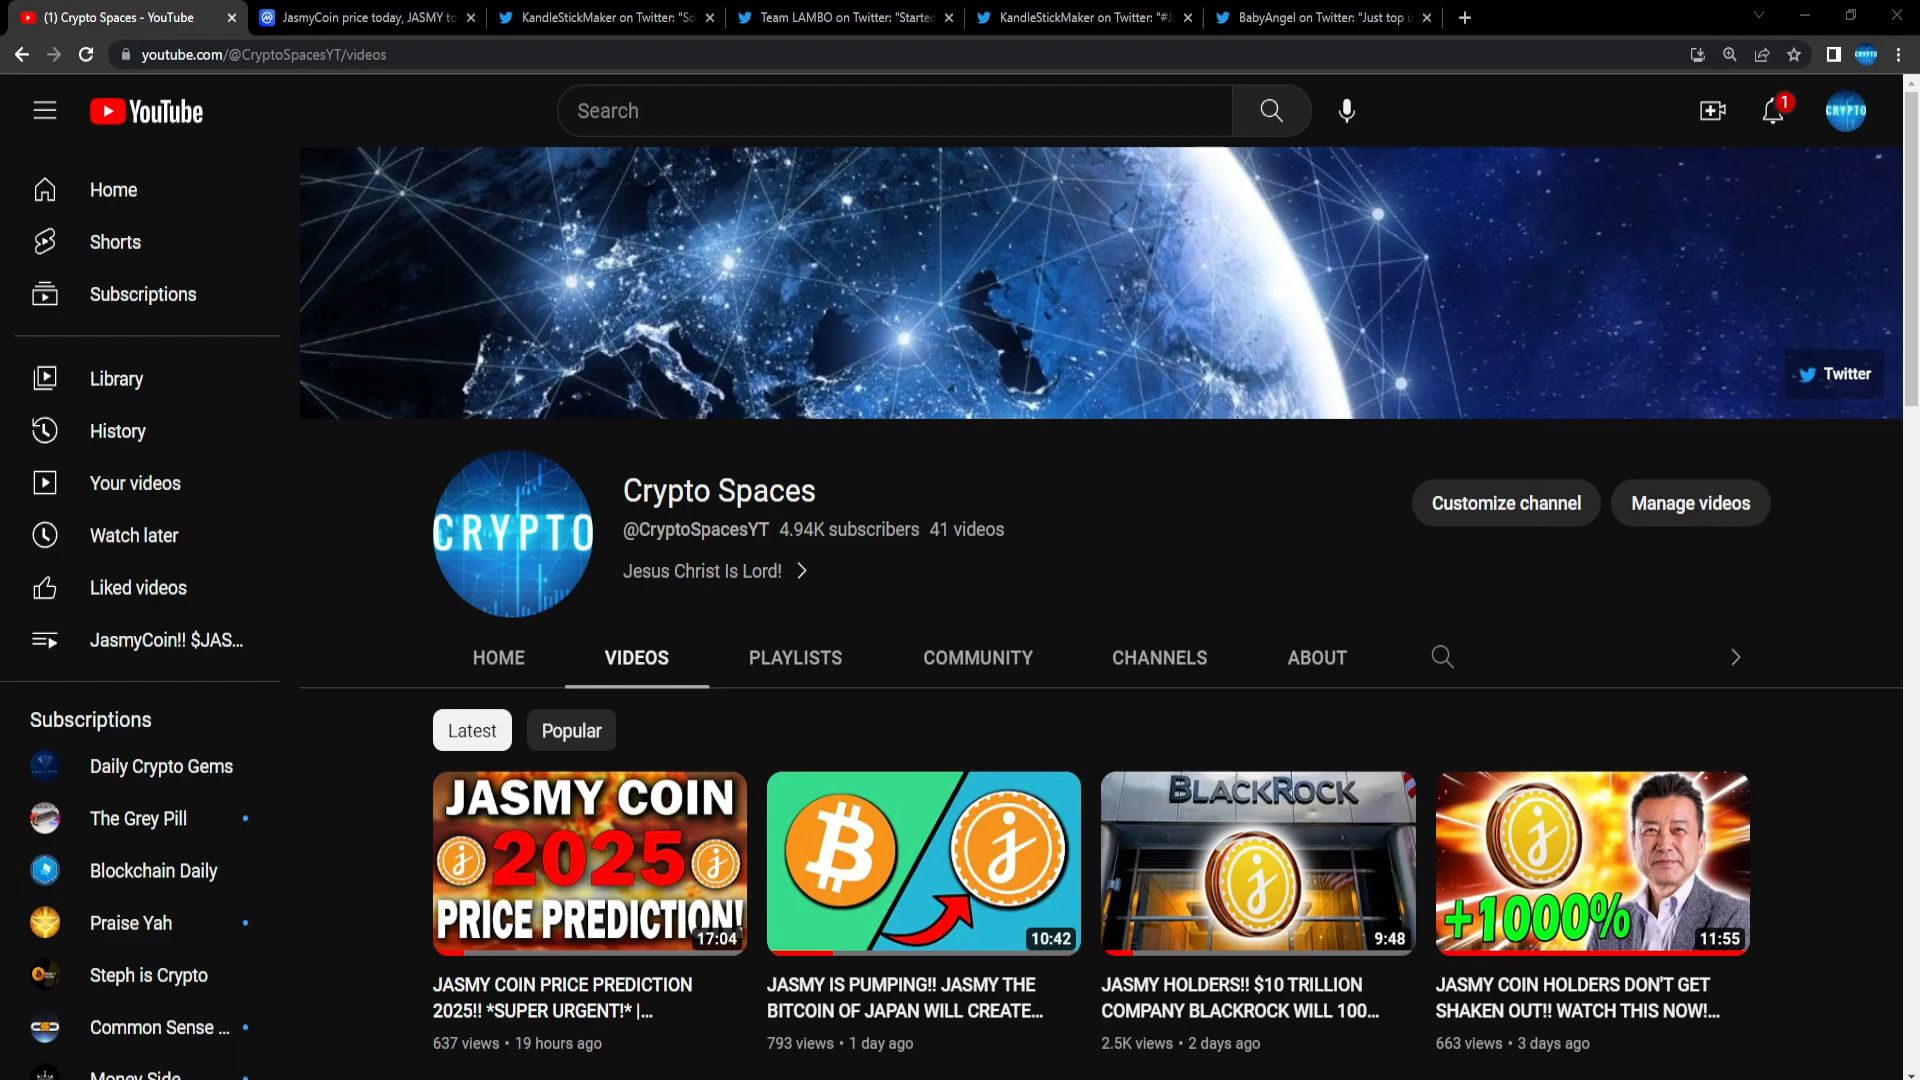 (1) Crypto Spaces - YouTube
JasmyCoin price today, JASMY to
KandleStickMaker on Twitter: "So
Team LAMBO on Twitter: "Started
KandleStickMaker on Twitter: "#J
BabyAngel on Twitter: "Just top u
youtube.com/@CryptoSpacesYT/videos
CRYPTO
YouTube
Search
1
CRYPTO
Home
Shorts
Subscriptions
Library
History
Your videos
Watch later
Liked videos
JasmyCoin!! $JAS...
Subscriptions
Daily Crypto Gems
The Grey Pill
Blockchain Daily
Praise Yah
Steph is Crypto
Common Sense ...
Money Side
Twitter
CRYPTO
Crypto Spaces
@CryptoSpacesYT 4.94K subscribers 41 videos
Jesus Christ Is Lord!
Customize channel
Manage videos
HOME
VIDEOS
PLAYLISTS
COMMUNITY
CHANNELS
ABOUT
Latest
Popular
JASMY COIN
2025
PRICE PREDICTION!
17:04
JASMY COIN PRICE PREDICTION
2025!! *SUPER URGENT!* |...
637 views • 19 hours ago
10:42
JASMY IS PUMPING!! JASMY THE
BITCOIN OF JAPAN WILL CREATE...
793 views • 1 day ago
BLACKROCK
9:48
JASMY HOLDERS!! $10 TRILLION
COMPANY BLACKROCK WILL 100...
2.5K views • 2 days ago
+1000%
11:55
JASMY COIN HOLDERS DON'T GET
SHAKEN OUT!! WATCH THIS NOW!...
663 views • 3 days ago